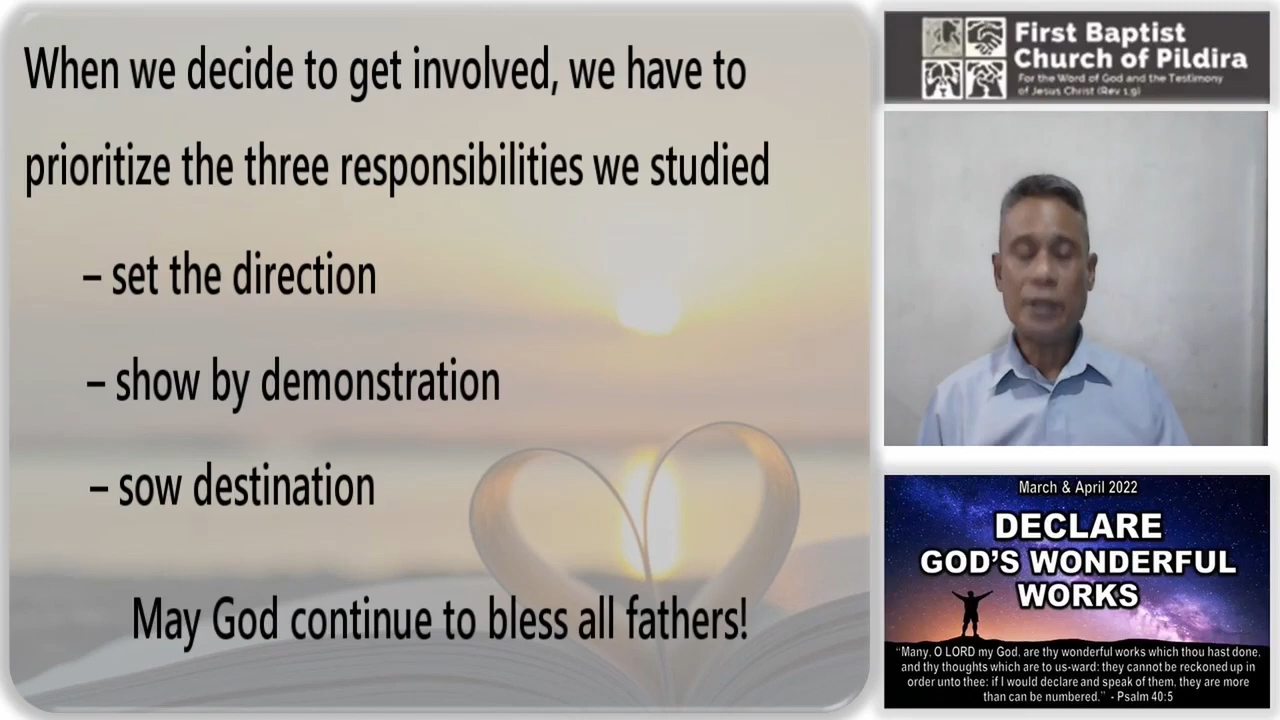 When we decide to get involved, we have to
prioritize the three responsibilities we studied
– set the direction
– show by demonstration
– sow destination
May God continue to bless all fathers!
First Baptist
Church of Pildira
For the Word of God and the Testimony
of Jesus Christ (Rev 1:9)
March & April 2022
DECLARE
GOD'S WONDERFUL
WORKS
“Many, O LORD my God, are thy wonderful works which thou hast done,
and thy thoughts which are to us-ward: they cannot be reckoned up in
order unto thee: if I would declare and speak of them, they are more
than can be numbered.” - Psalm 40:5